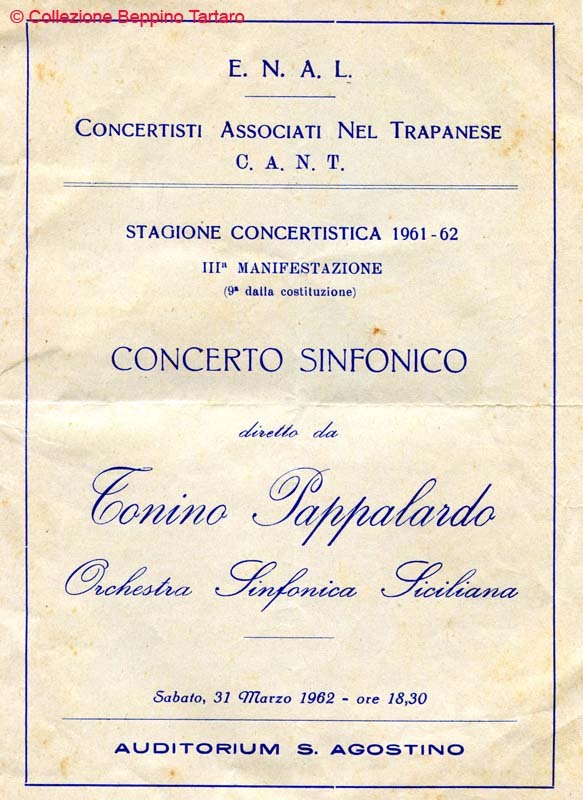 © Collezione Beppino Tartaro
E. N. A. L.
CONCERTISTI ASSOCIATI NEL TRAPANESE
C. A. N. T.
STAGIONE CONCERTISTICA 1961-62
IIIª MANIFESTAZIONE
(9ª dalla costituzione)
CONCERTO SINFONICO
diretto da
Tonino Pappalardo
Orchestra Sinfonica Siciliana
Sabato, 31 Marzo 1962 - ore 18,30
AUDITORIUM S. AGOSTINO